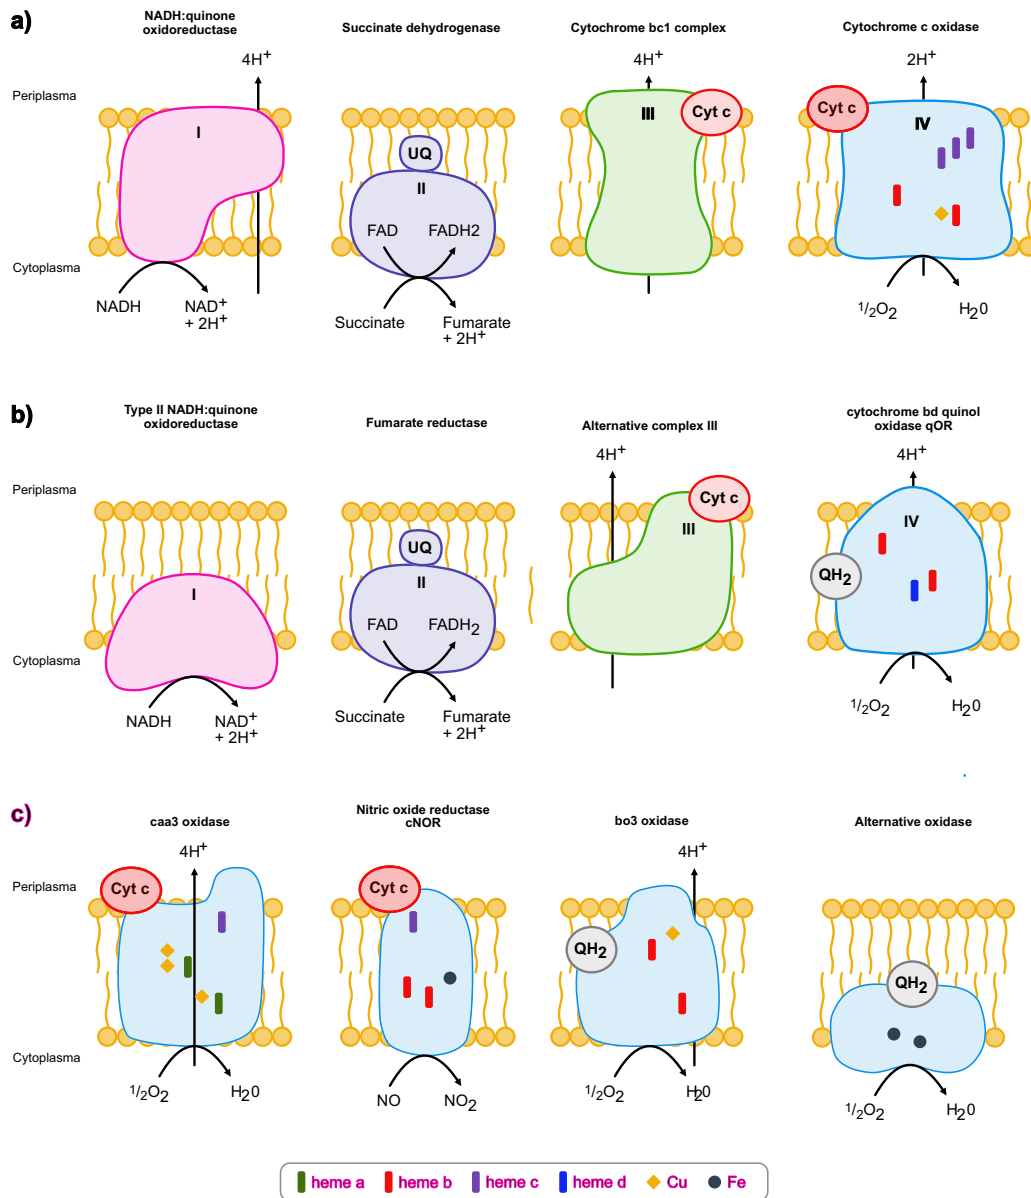 a)
NADH:quinone
oxidoreductase
Succinate dehydrogenase
Cytochrome bc1 complex
Cytochrome c oxidase
4H+
4H+
2H+
Periplasma
I
UQ
II
III
Cyt c
Cyt c
IV
FAD
FADH2
Cytoplasma
NADH
NAD+
+ 2H+
Succinate
Fumarate
+ 2H+
1/2O2
H20
b)
Type II NADH:quinone
oxidoreductase
Fumarate reductase
Alternative complex III
cytochrome bd quinol
oxidase qOR
4H+
4H+
Periplasma
I
UQ
II
Cyt c
III
IV
QH2
FAD
FADH2
Cytoplasma
NADH
NAD+
+ 2H+
Succinate
Fumarate
+ 2H+
1/2O2
H20
c)
caa3 oxidase
Nitric oxide reductase
cNOR
bo3 oxidase
Alternative oxidase
4H+
4H+
Periplasma
Cyt c
Cyt c
QH2
QH2
Cytoplasma
1/2O2
H20
NO
NO2
1/2O2
H20
1/2O2
H20
heme a
heme b
heme c
heme d
Cu
Fe